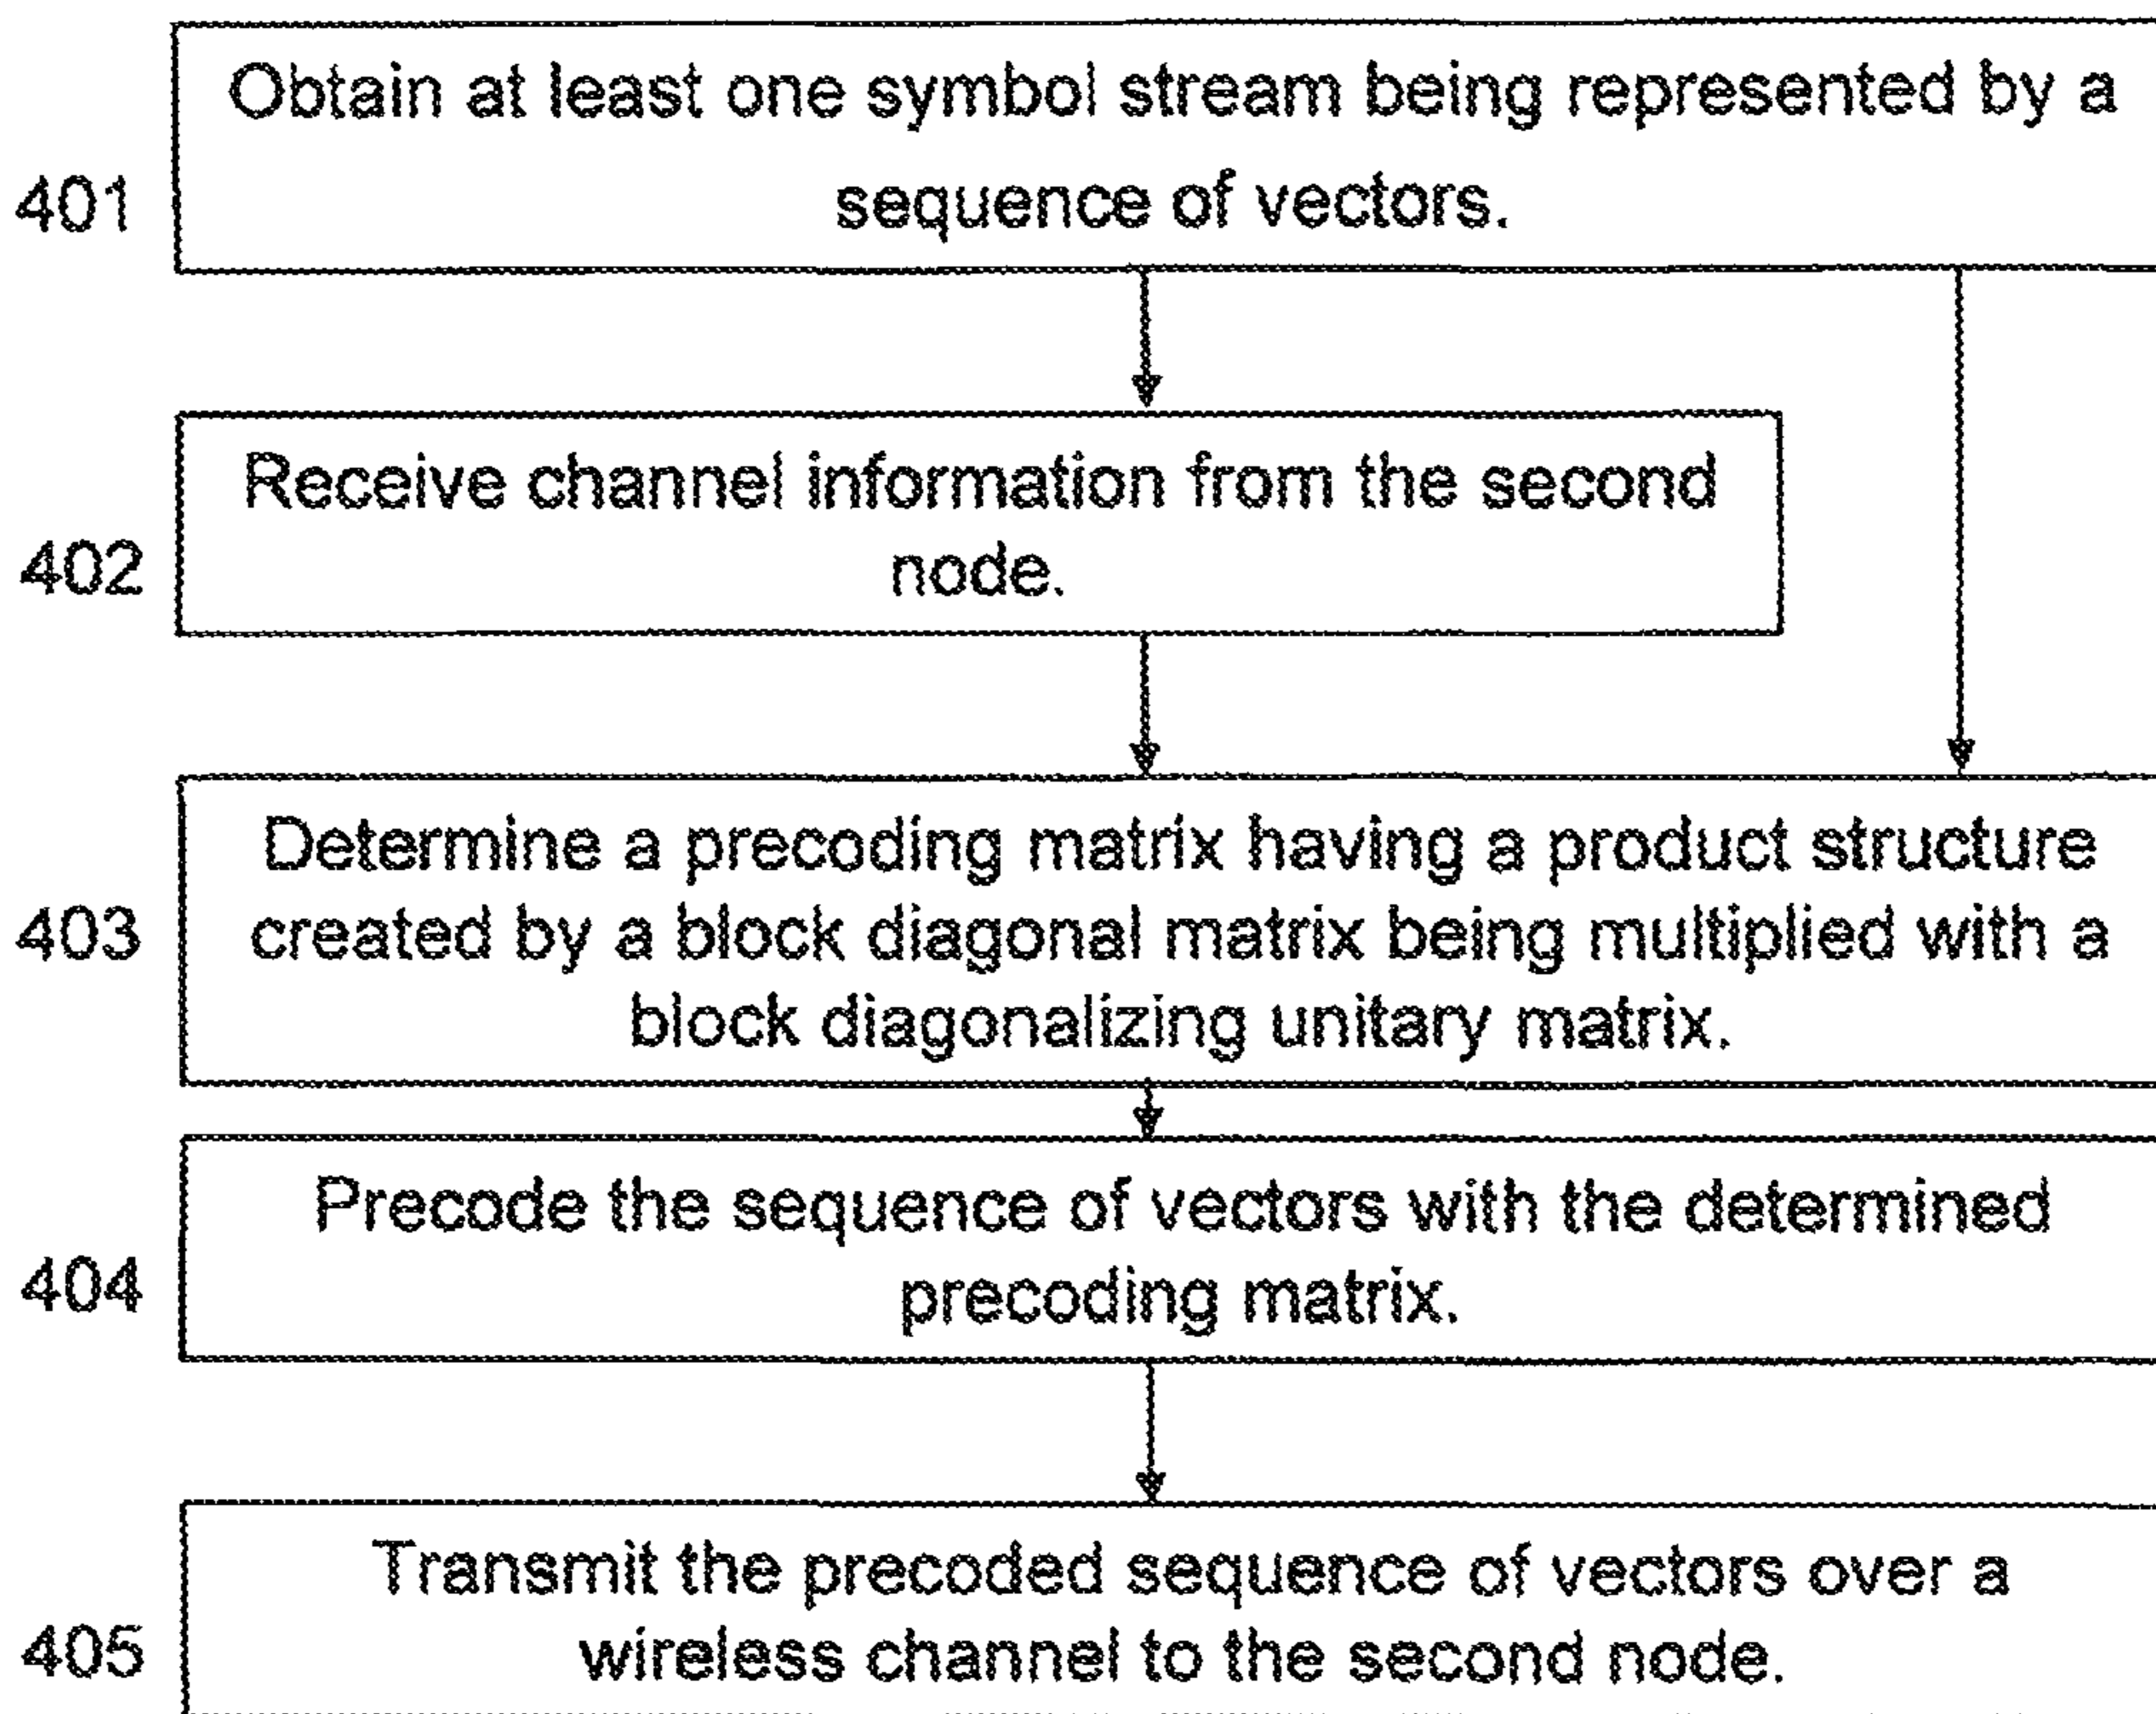 Obtain at least one symbol stream being represented by a
401
sequence of vectors.
Receive channel information from the second
402
node.
Determine a precoding matrix having a product structure
403
created by a block diagonal matrix being multiplied with a
block diagonalizing unitary matrix.
Precode the sequence of vectors with the determined
404
precoding matrix.
Transmit the precoded sequence of vectors over a
405
wireless channel to the second node.